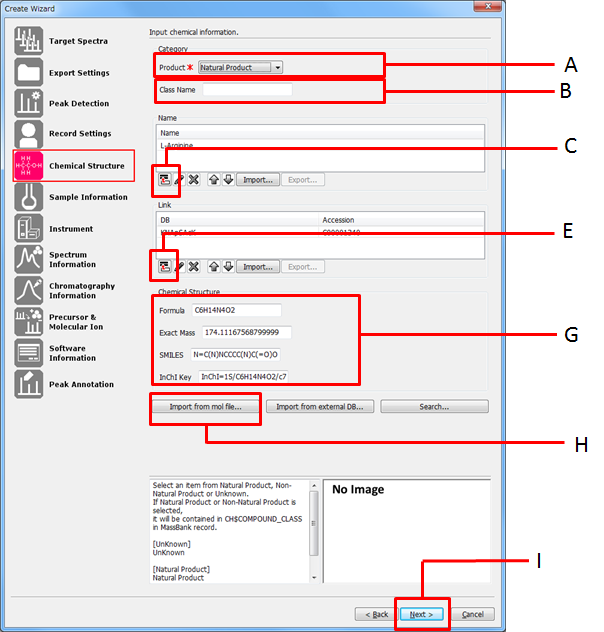 Create Wizard
Input chemical information.
Target Spectra
Export Settings
Peak Detection
Record Settings
Chemical Structure
Sample Information
Instrument
Spectrum
Information
Chromatography
Information
Precursor &
Molecular Ion
Software
Information
Peak Annotation
Category
Product * Natural Product
A
Class Name
B
Name
Name
L-Arginine
C
Import... Export...
Link
DB Accession
E
Import... Export...
Chemical Structure
Formula C6H14N4O2
Exact Mass 174.11167568799999
G
SMILES N=C(N)NCCCC(N)C(=O)O
InChI Key InChI=1S/C6H14N4O2/c7
Import from mol file... Import from external DB... Search...
H
Select an item from Natural Product, Non-
Natural Product or Unknown.
If Natural Product or Non-Natural Product is
selected,
it will be contained in CH$COMPOUND_CLASS
in MassBank record.
[UnKnown]
UnKnown
[Natural Product]
Natural Product
No Image
I
< Back Next > Cancel